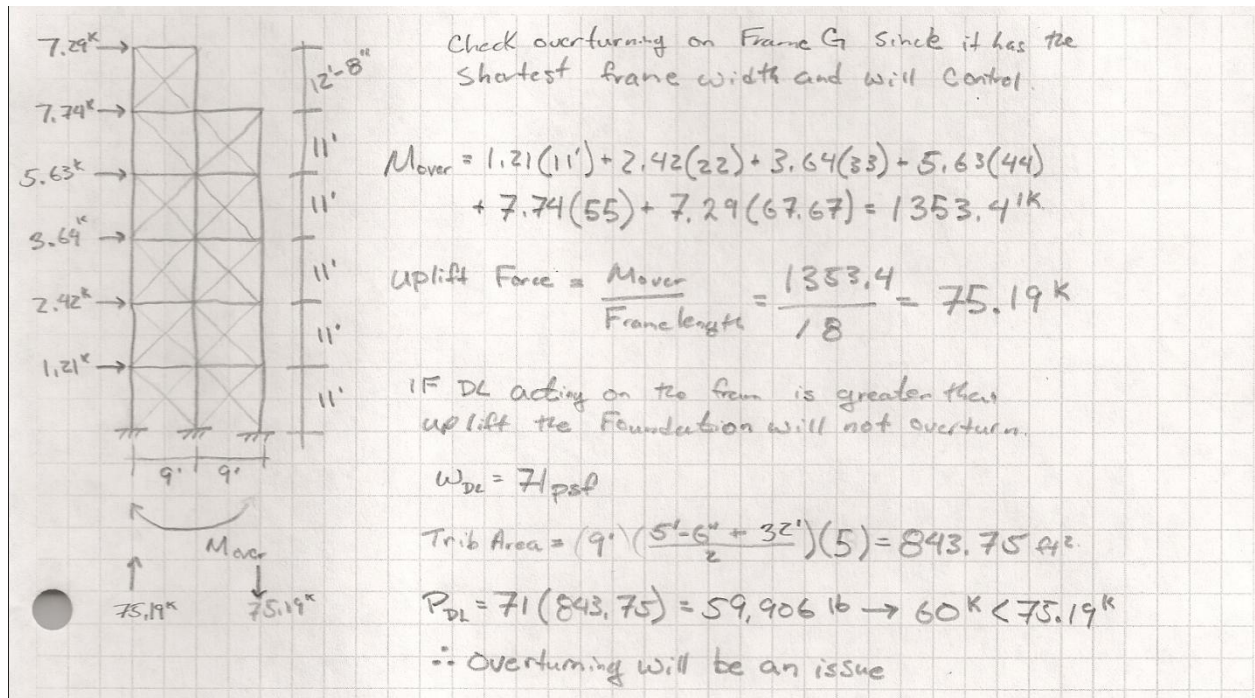 7.29ᴷ
7.74ᴷ
5.63ᴷ
3.64ᴷ
2.42ᴷ
1.21ᴷ
12'-8"
11'
11'
11'
11'
11'
9' 9'
Mover
75.19ᴷ 75.19ᴷ
Check overturning on Frame G since it has the
shortest frame width and will control.
Mover = 1.21(11') + 2.42(22) + 3.64(33) + 5.63(44)
+ 7.74(55) + 7.29(67.67) = 1353.4'ᴷ
Uplift Force = Mover / Frame length = 1353.4 / 18 = 75.19ᴷ
IF DL acting on the fram is greater than
uplift the Foundation will not overturn.
W_DL = 71 psf
Trib Area = (9')(5'-6" + 32' / 2)(5) = 843.75 ft²
P_DL = 71(843.75) = 59,906 lb → 60ᴷ < 75.19ᴷ
∴ Overturning will be an issue